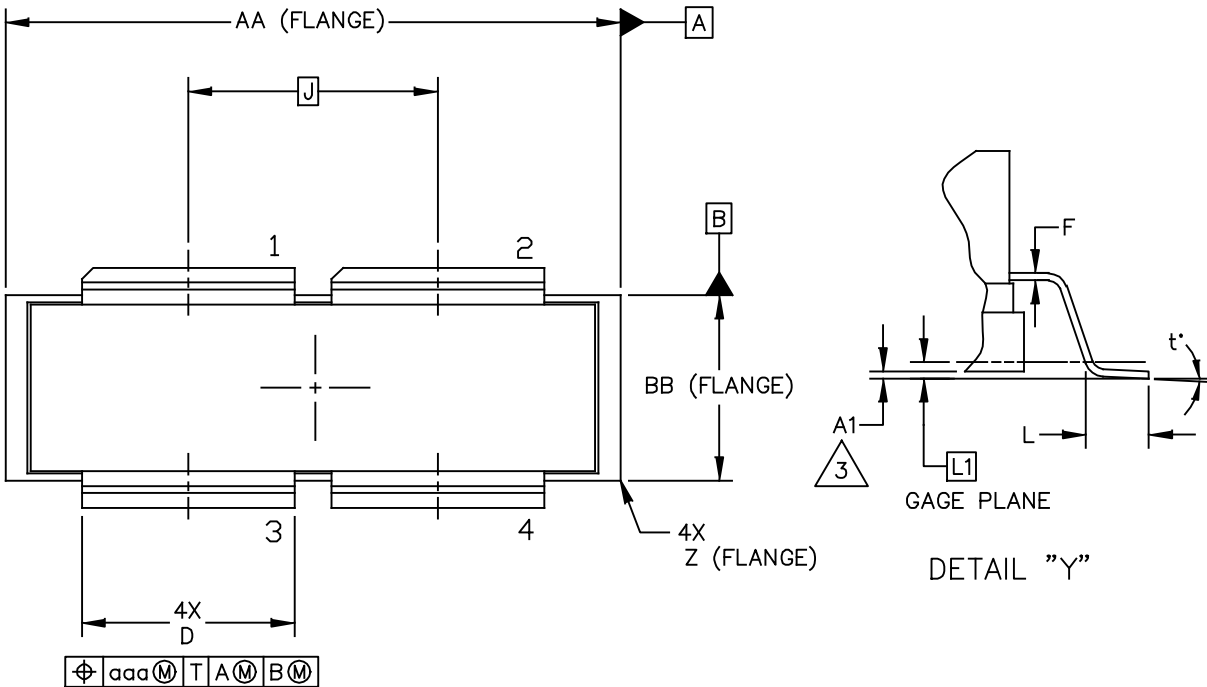 AA (FLANGE)
A
J
B
1
2
F
t°
BB (FLANGE)
A1
3
L
L1
GAGE PLANE
3
4
4X
Z (FLANGE)
DETAIL "Y"
4X
D
⌖ aaa Ⓜ T A Ⓜ B Ⓜ